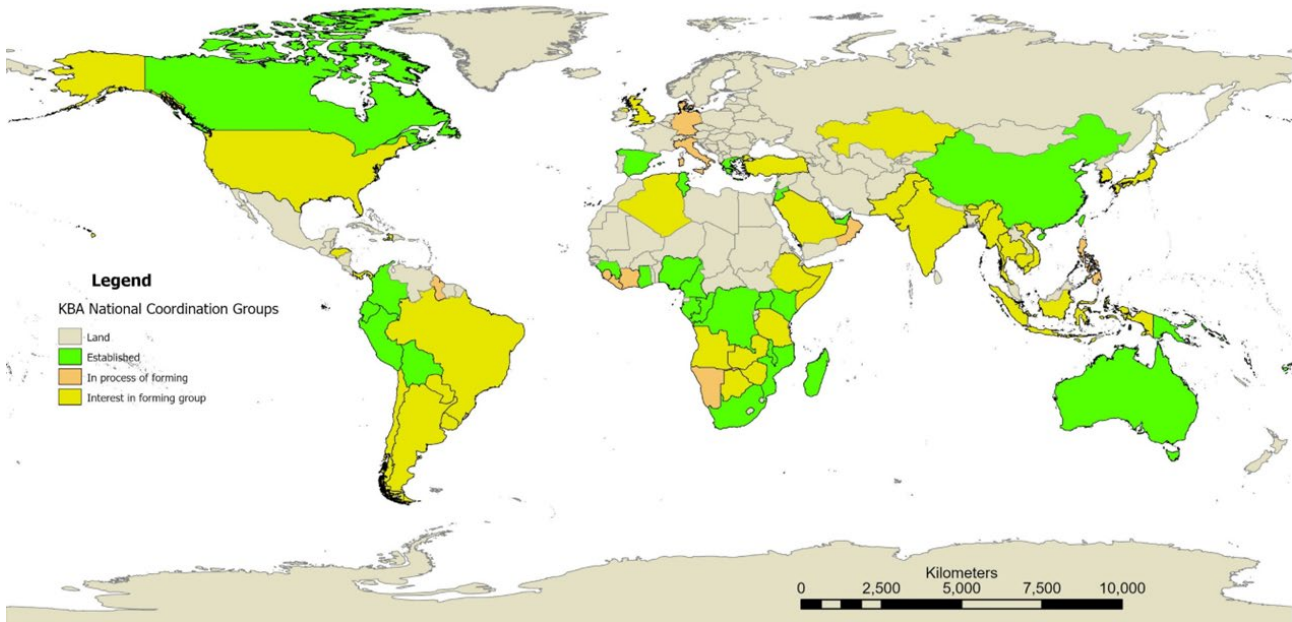 Legend
KBA National Coordination Groups
Land
Established
In process of forming
Interest in forming group
Kilometers
0 2,500 5,000 7,500 10,000